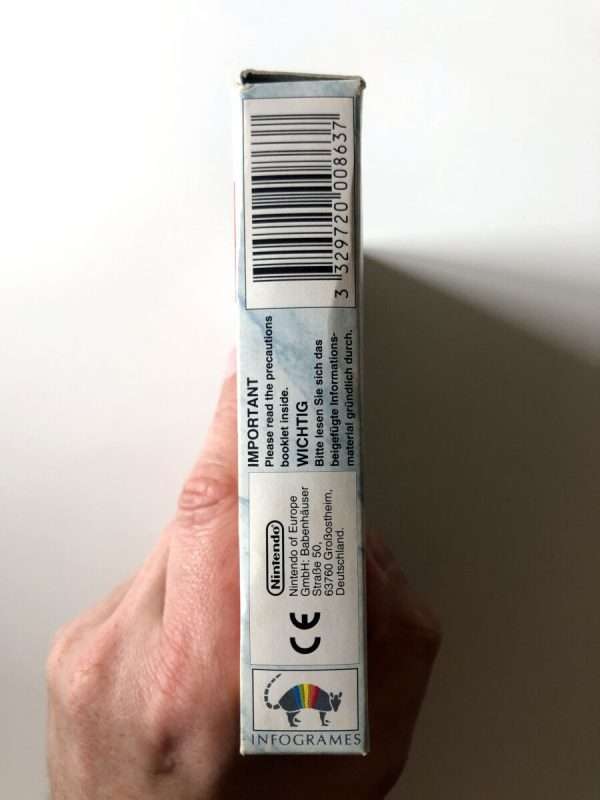 3 329720 008637
IMPORTANT
Please read the precautions
booklet inside.
WICHTIG
Bitte lesen Sie sich das
beigefügte Informations-
material gründlich durch.
Nintendo®
Nintendo of Europe
GmbH: Babenhäuser
Straße 50,
63760 Großostheim,
Deutschland.
CE
INFOGRAMES